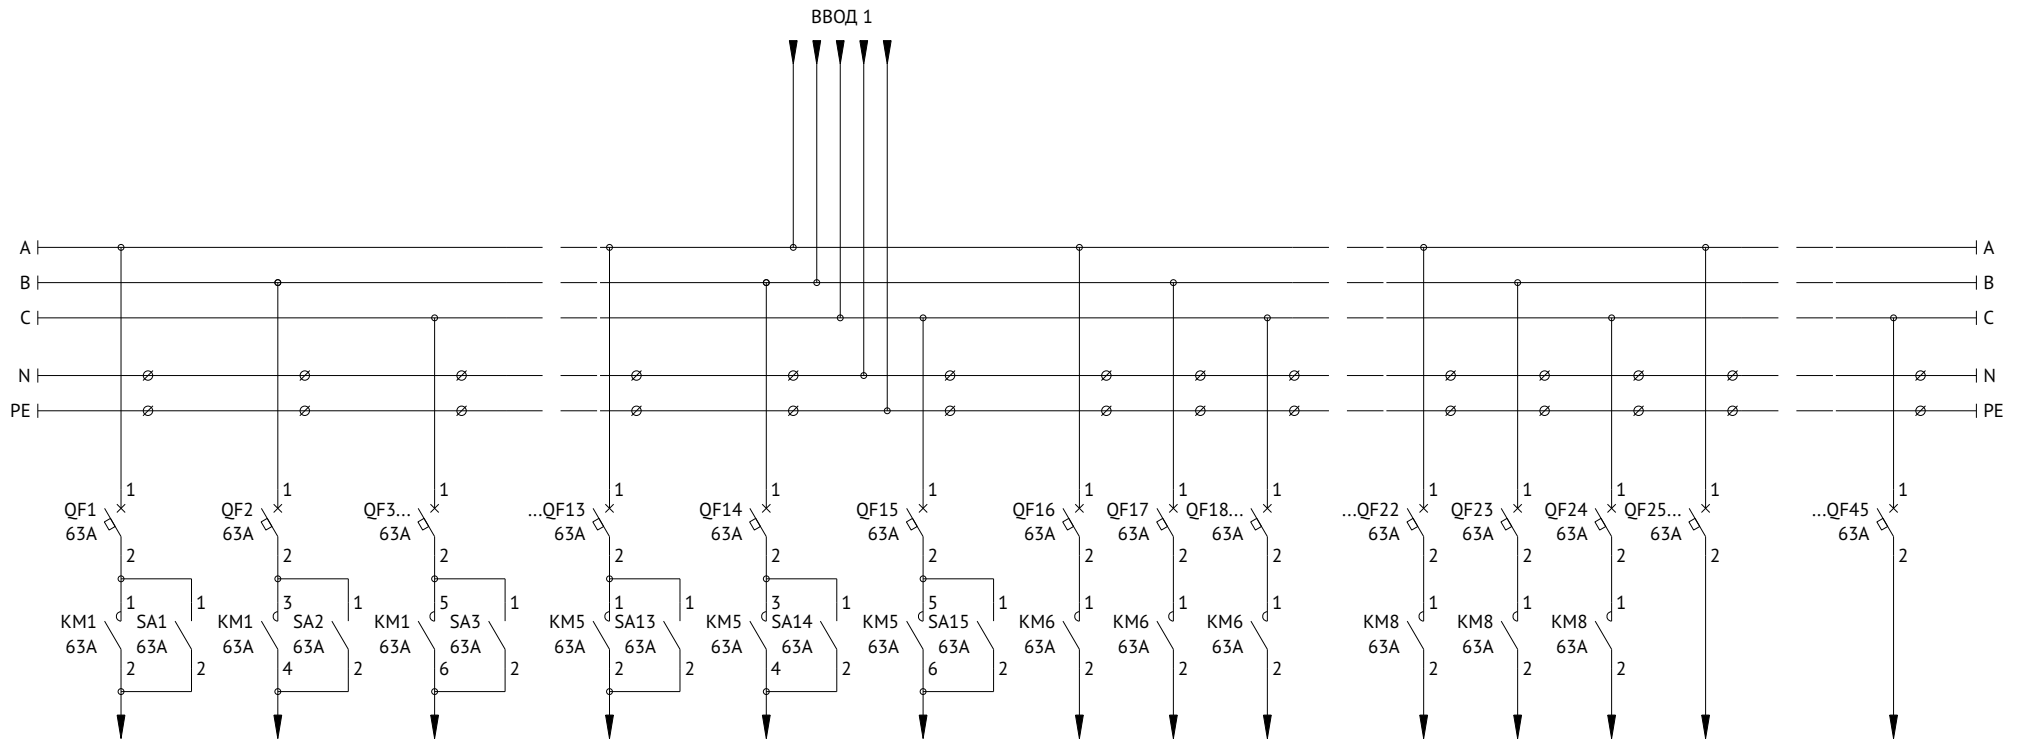 ВВОД 1
A A
B B
C C
N N
PE PE
1 1 1 1 1 1 1 1 1 1 1 1 1 1
QF1 QF2 QF3... ...QF13 QF14 QF15 QF16 QF17 QF18... ...QF22 QF23 QF24 QF25... ...QF45
63A 63A 63A 63A 63A 63A 63A 63A 63A 63A 63A 63A 63A 63A
2 2 2 2 2 2 2 2 2 2 2 2 2 2
1 1 3 1 5 1 1 1 3 1 5 1 1 1 1 1 1 1
KM1 SA1 KM1 SA2 KM1 SA3 KM5 SA13 KM5 SA14 KM5 SA15 KM6 KM6 KM6 KM8 KM8 KM8
63A 63A 63A 63A 63A 63A 63A 63A 63A 63A 63A 63A 63A 63A 63A 63A 63A 63A
2 2 4 2 6 2 2 2 4 2 6 2 2 2 2 2 2 2